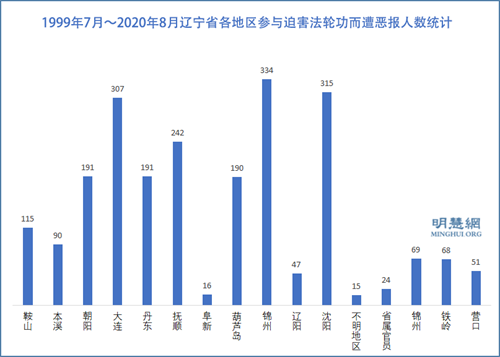 1999年7月～2020年8月辽宁省各地区参与迫害法轮功而遭恶报人数统计
115
90
191
307
191
242
16
190
334
47
315
15
24
69
68
51
明慧網
MINGHUI.ORG
鞍山
本溪
朝阳
大连
丹东
抚顺
阜新
葫芦岛
锦州
辽阳
沈阳
不明地区
省属官员
锦州
铁岭
营口